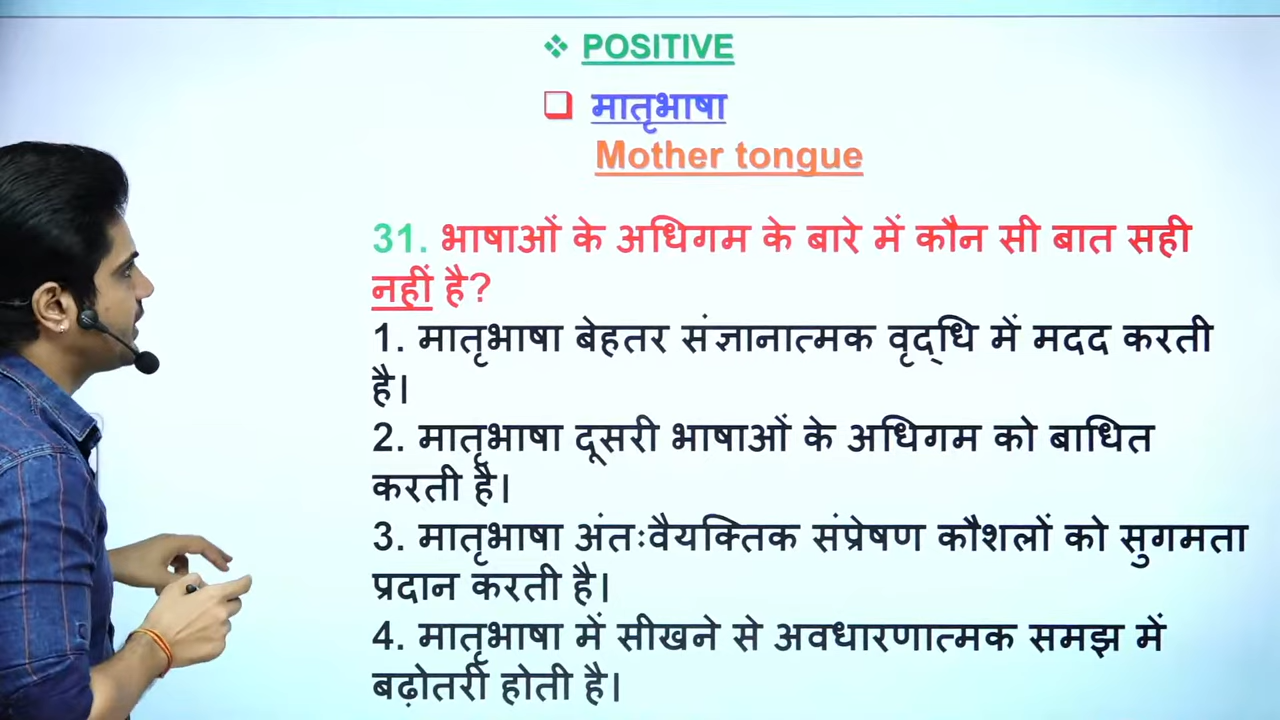 ❖ POSITIVE
❑ मातृभाषा
Mother tongue
31. भाषाओं के अधिगम के बारे में कौन सी बात सही
नहीं है?
1. मातृभाषा बेहतर संज्ञानात्मक वृद्धि में मदद करती
है।
2. मातृभाषा दूसरी भाषाओं के अधिगम को बाधित
करती है।
3. मातृभाषा अंतःवैयक्तिक संप्रेषण कौशलों को सुगमता
प्रदान करती है।
4. मातृभाषा में सीखने से अवधारणात्मक समझ में
बढ़ोतरी होती है।